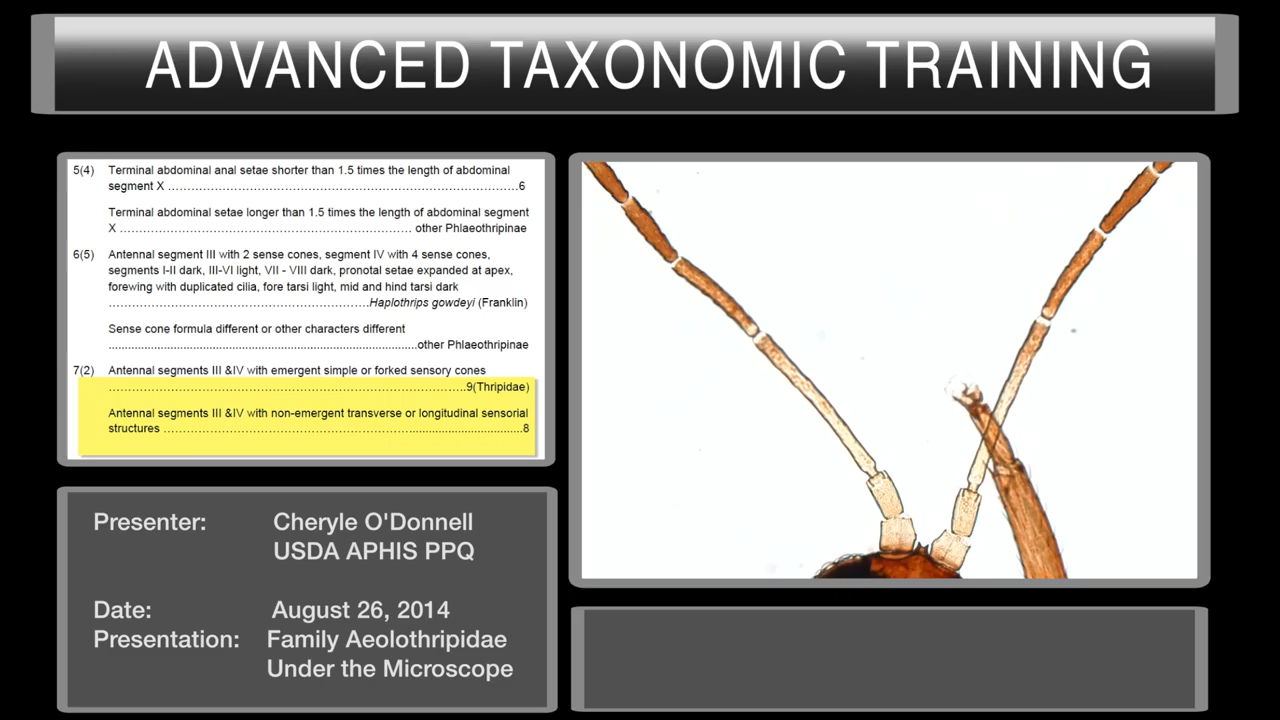 ADVANCED TAXONOMIC TRAINING
5(4) Terminal abdominal anal setae shorter than 1.5 times the length of abdominal
segment X ........................................................................................6
Terminal abdominal setae longer than 1.5 times the length of abdominal segment
X ............................................................ other Phlaeothripinae
6(5) Antennal segment III with 2 sense cones, segment IV with 4 sense cones,
segments I-II dark, III-VI light, VII - VIII dark, pronotal setae expanded at apex,
forewing with duplicated cilia, fore tarsi light, mid and hind tarsi dark
.................................................................Haplothrips gowdeyi (Franklin)
Sense cone formula different or other characters different
.............................................................................other Phlaeothripinae
7(2) Antennal segments III &IV with emergent simple or forked sensory cones
.........................................................................................9(Thripidae)
Antennal segments III &IV with non-emergent transverse or longitudinal sensorial
structures .........................................................................................8
Presenter: Cheryle O'Donnell
USDA APHIS PPQ
Date: August 26, 2014
Presentation: Family Aeolothripidae
Under the Microscope